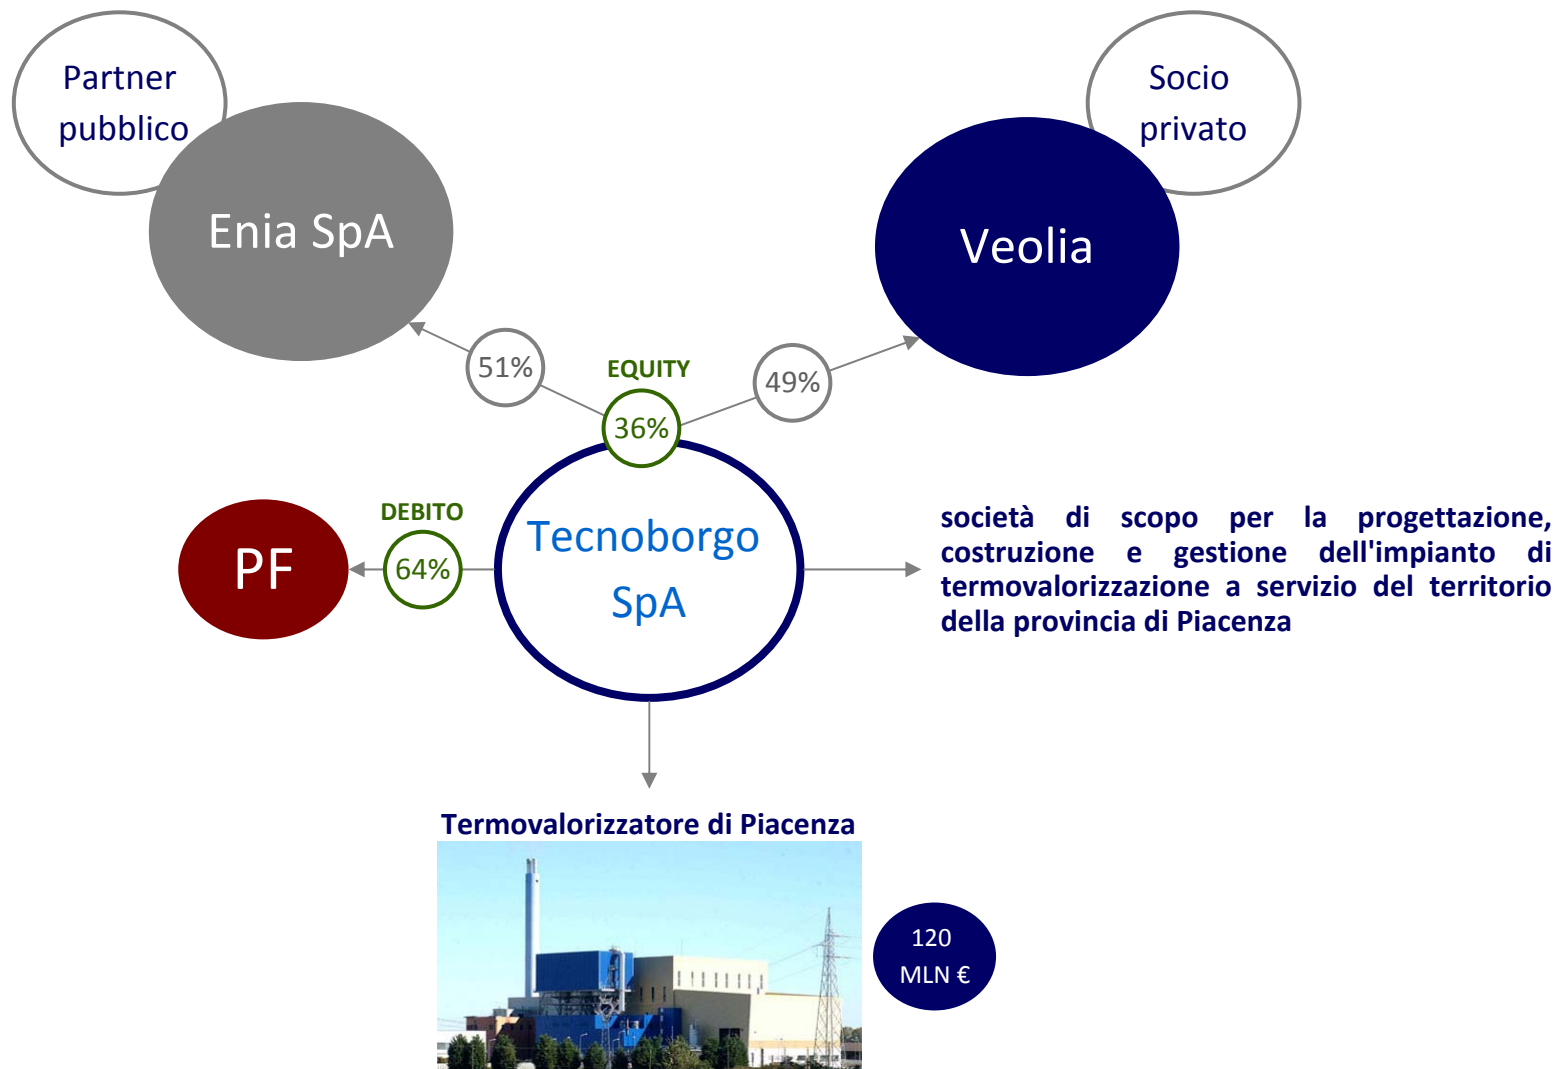 Partner
pubblico
Socio
privato
Enia SpA
Veolia
51%
EQUITY
49%
36%
DEBITO
PF
64%
Tecnoborgo
SpA
società di scopo per la progettazione,
costruzione e gestione dell'impianto di
termovalorizzazione a servizio del territorio
della provincia di Piacenza
Termovalorizzatore di Piacenza
120
MLN €